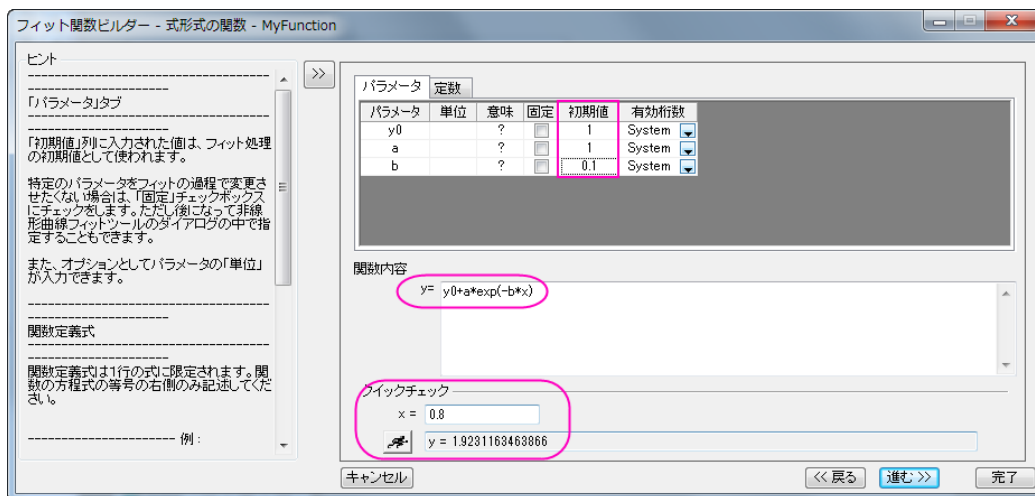 フィット関数ビルダー - 式形式の関数 - MyFunction
ヒント
------------------------------------
---------------------
「パラメータ」タブ
------------------------------------
---------------------
「初期値」列に入力された値は、フィット処理
の初期値として使われます。
特定のパラメータをフィットの過程で変更さ
せたくない場合は、「固定」チェックボックス
にチェックをします。ただし後になって非線
形曲線フィットツールのダイアログの中で指
定することもできます。
また、オプションとしてパラメータの「単位」
が入力できます。
------------------------------------
---------------------
関数定義式
------------------------------------
---------------------
関数定義式は1行の式に限定されます。関
数の方程式の等号の右側のみ記述してくだ
さい。
---------------------- 例:
>>
パラメータ 定数
パラメータ 単位 意味 固定 初期値 有効桁数
y0 ? 1 System
a ? 1 System
b ? 0.1 System
関数内容
y= y0+a*exp(-b*x)
クイックチェック
x = 0.8
y = 1.9231163463866
キャンセル << 戻る 進む >> 完了